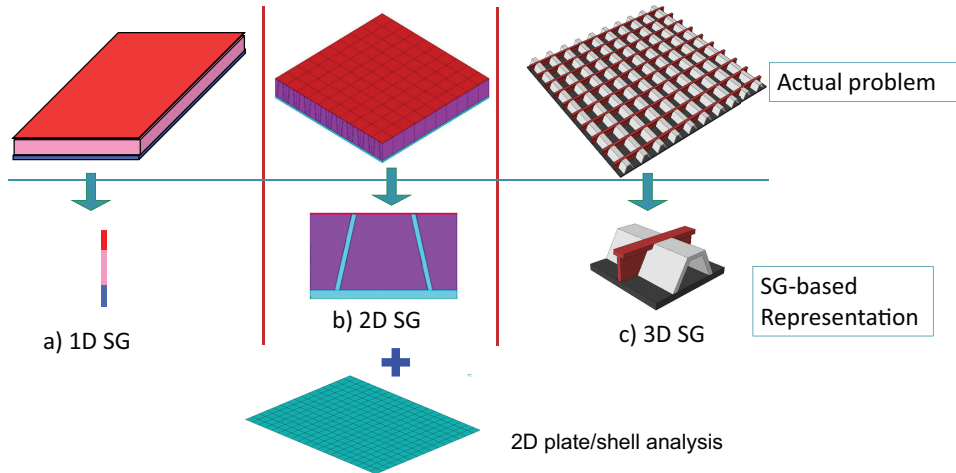 Actual problem
SG-based
Representation
a) 1D SG
b) 2D SG
c) 3D SG
2D plate/shell analysis